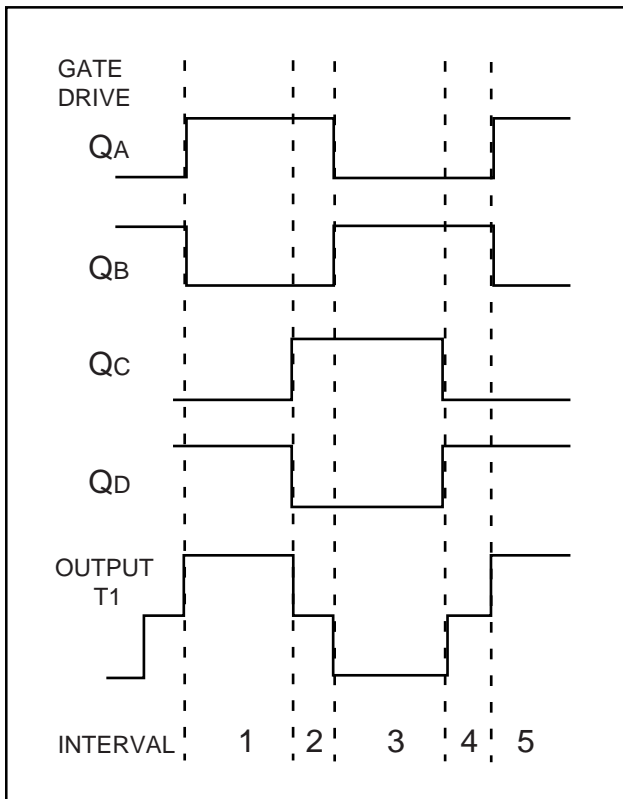 GATE
DRIVE
QA
QB
QC
QD
OUTPUT
T1
INTERVAL 1 2 3 4 5